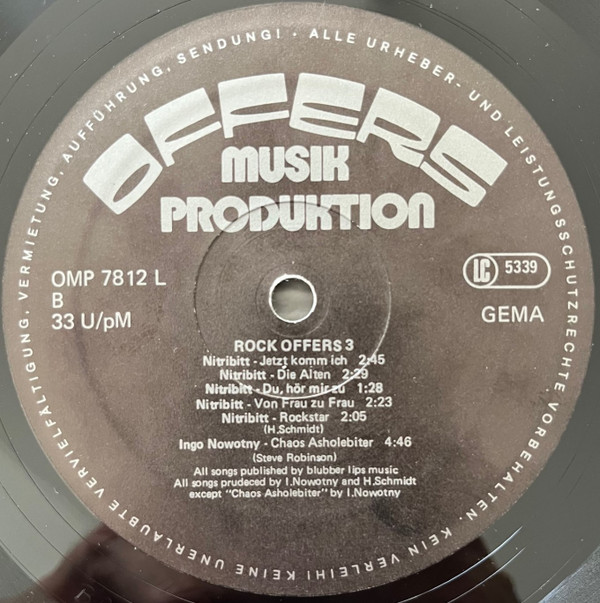 ALLE URHEBER- UND LEISTUNGSSCHUTZRECHTE VORBEHALTEN. KEIN VERLEIH! KEINE UNERLAUBTE VERVIELFÄLTIGUNG, VERMIETUNG, AUFFÜHRUNG, SENDUNG! ·
OFFERS
MUSIK
PRODUKTION
OMP 7812 L
B
33 U/pM
LC 5339
GEMA
ROCK OFFERS 3
Nitribitt - Jetzt komm ich 2:45
Nitribitt - Die Alten 2:29
Nitribitt - Du, hör mir zu 1:28
Nitribitt - Von Frau zu Frau 2:23
Nitribitt - Rockstar 2:05
(H.Schmidt)
Ingo Nowotny - Chaos Asholebiter 4:46
(Steve Robinson)
All songs published by blubber lips music
All songs prudeced by I.Nowotny and H.Schmidt
except "Chaos Asholebiter" by I.Nowotny